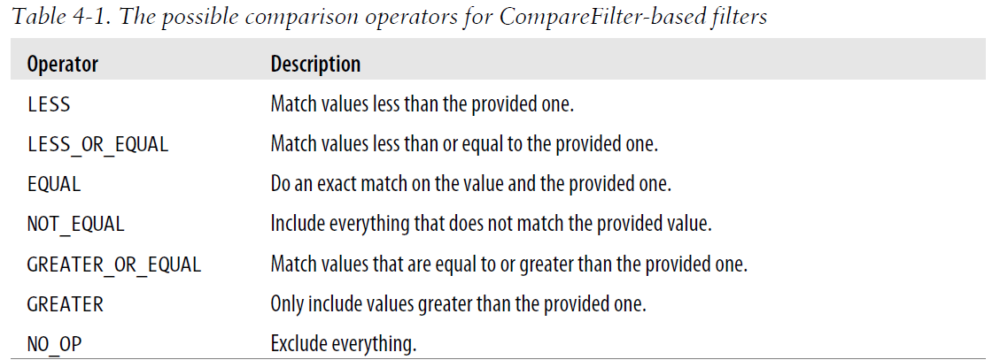 Table 4-1. The possible comparison operators for CompareFilter-based filters
Operator Description
LESS Match values less than the provided one.
LESS_OR_EQUAL Match values less than or equal to the provided one.
EQUAL Do an exact match on the value and the provided one.
NOT_EQUAL Include everything that does not match the provided value.
GREATER_OR_EQUAL Match values that are equal to or greater than the provided one.
GREATER Only include values greater than the provided one.
NO_OP Exclude everything.